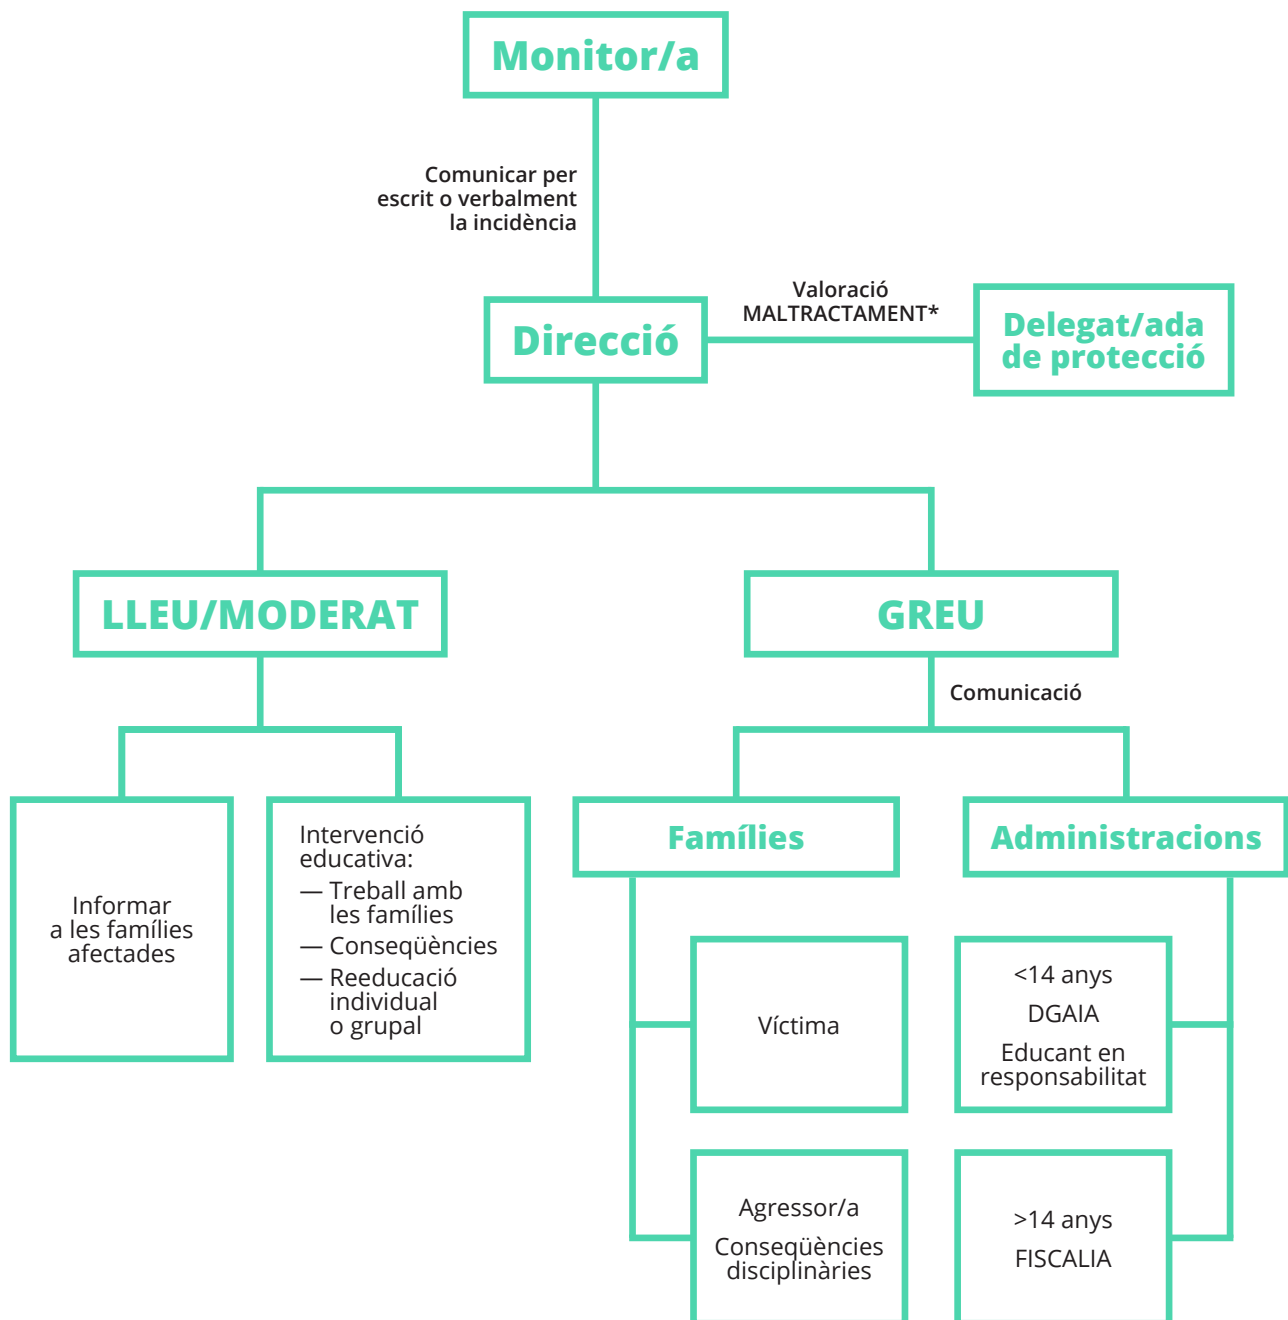 Monitor/a
Comunicar per
escrit o verbalment
la incidència
Direcció
Valoració
MALTRACTAMENT*
Delegat/ada
de protecció
LLEU/MODERAT
GREU
Comunicació
Informar
a les famílies
afectades
Intervenció
educativa:
— Treball amb
les famílies
— Conseqüències
— Reeducació
individual
o grupal
Famílies
Administracions
Víctima
<14 anys
DGAIA
Educant en
responsabilitat
Agressor/a
Conseqüències
disciplinàries
>14 anys
FISCALIA